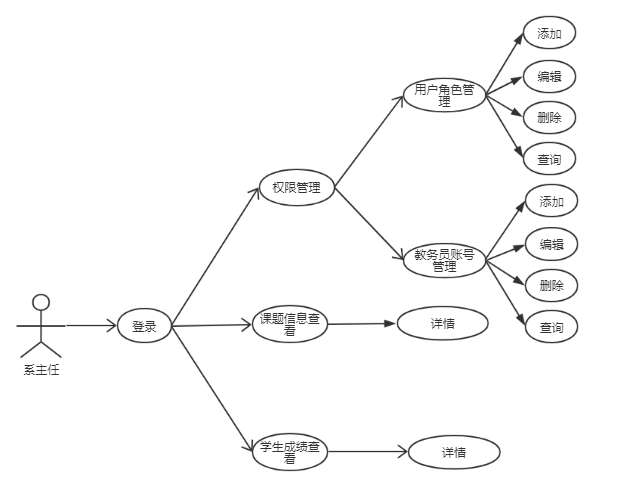 添加
编辑
删除
查询
用户角色管
理
权限管理
添加
编辑
删除
查询
教务员账号
管理
系主任
登录
课题信息查
看
详情
学生成绩查
看
详情